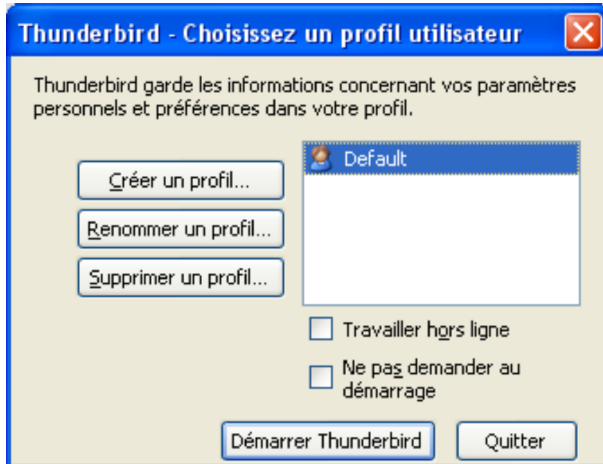 Thunderbird - Choisissez un profil utilisateur
Thunderbird garde les informations concernant vos paramètres
personnels et préférences dans votre profil.
Créer un profil...
Renommer un profil...
Supprimer un profil...
Default
Travailler hors ligne
Ne pas demander au
démarrage
Démarrer Thunderbird
Quitter